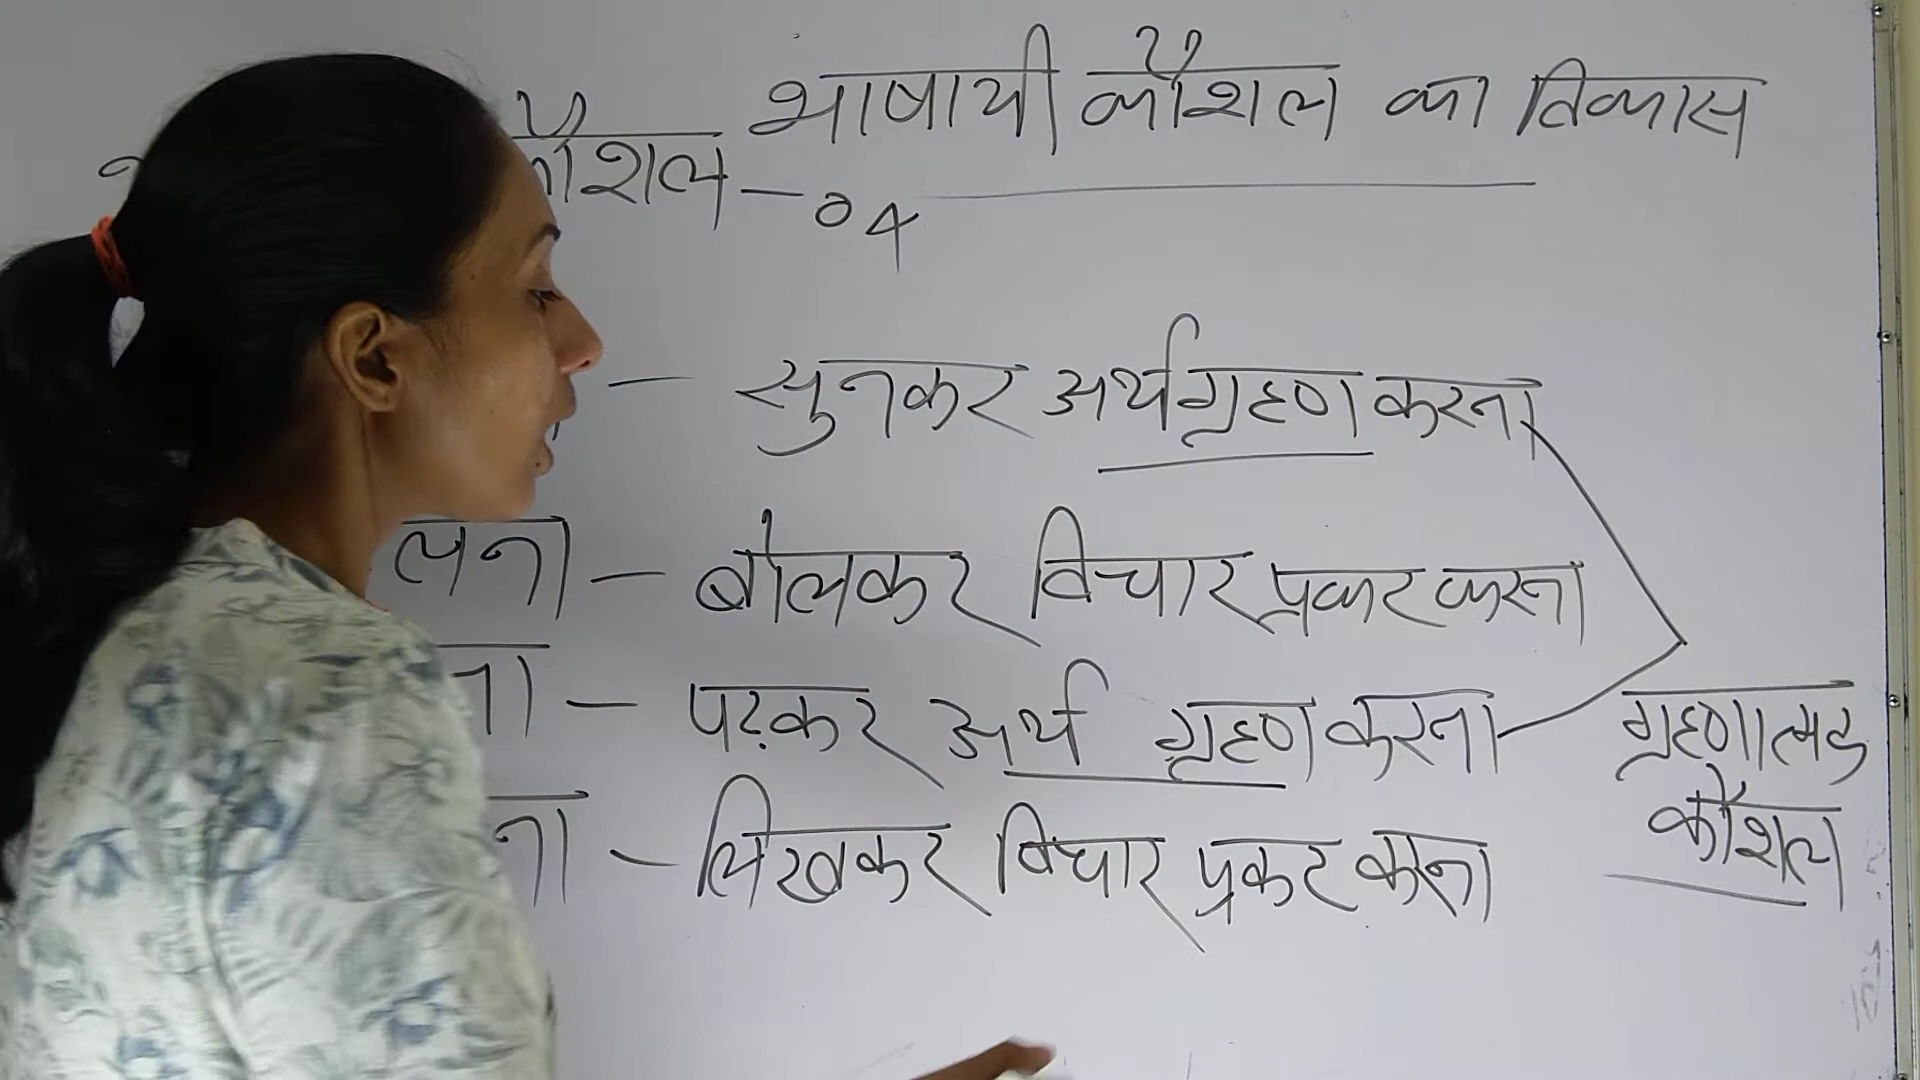 भाषायी कौशल का विकास
कौशल - 04
- सुनकर अर्थग्रहण करना
लना - बोलकर विचार प्रकट करना
ना - पढ़कर अर्थ ग्रहण करना
ना - लिखकर विचार प्रकट करना
ग्रहणात्मक
कौशल